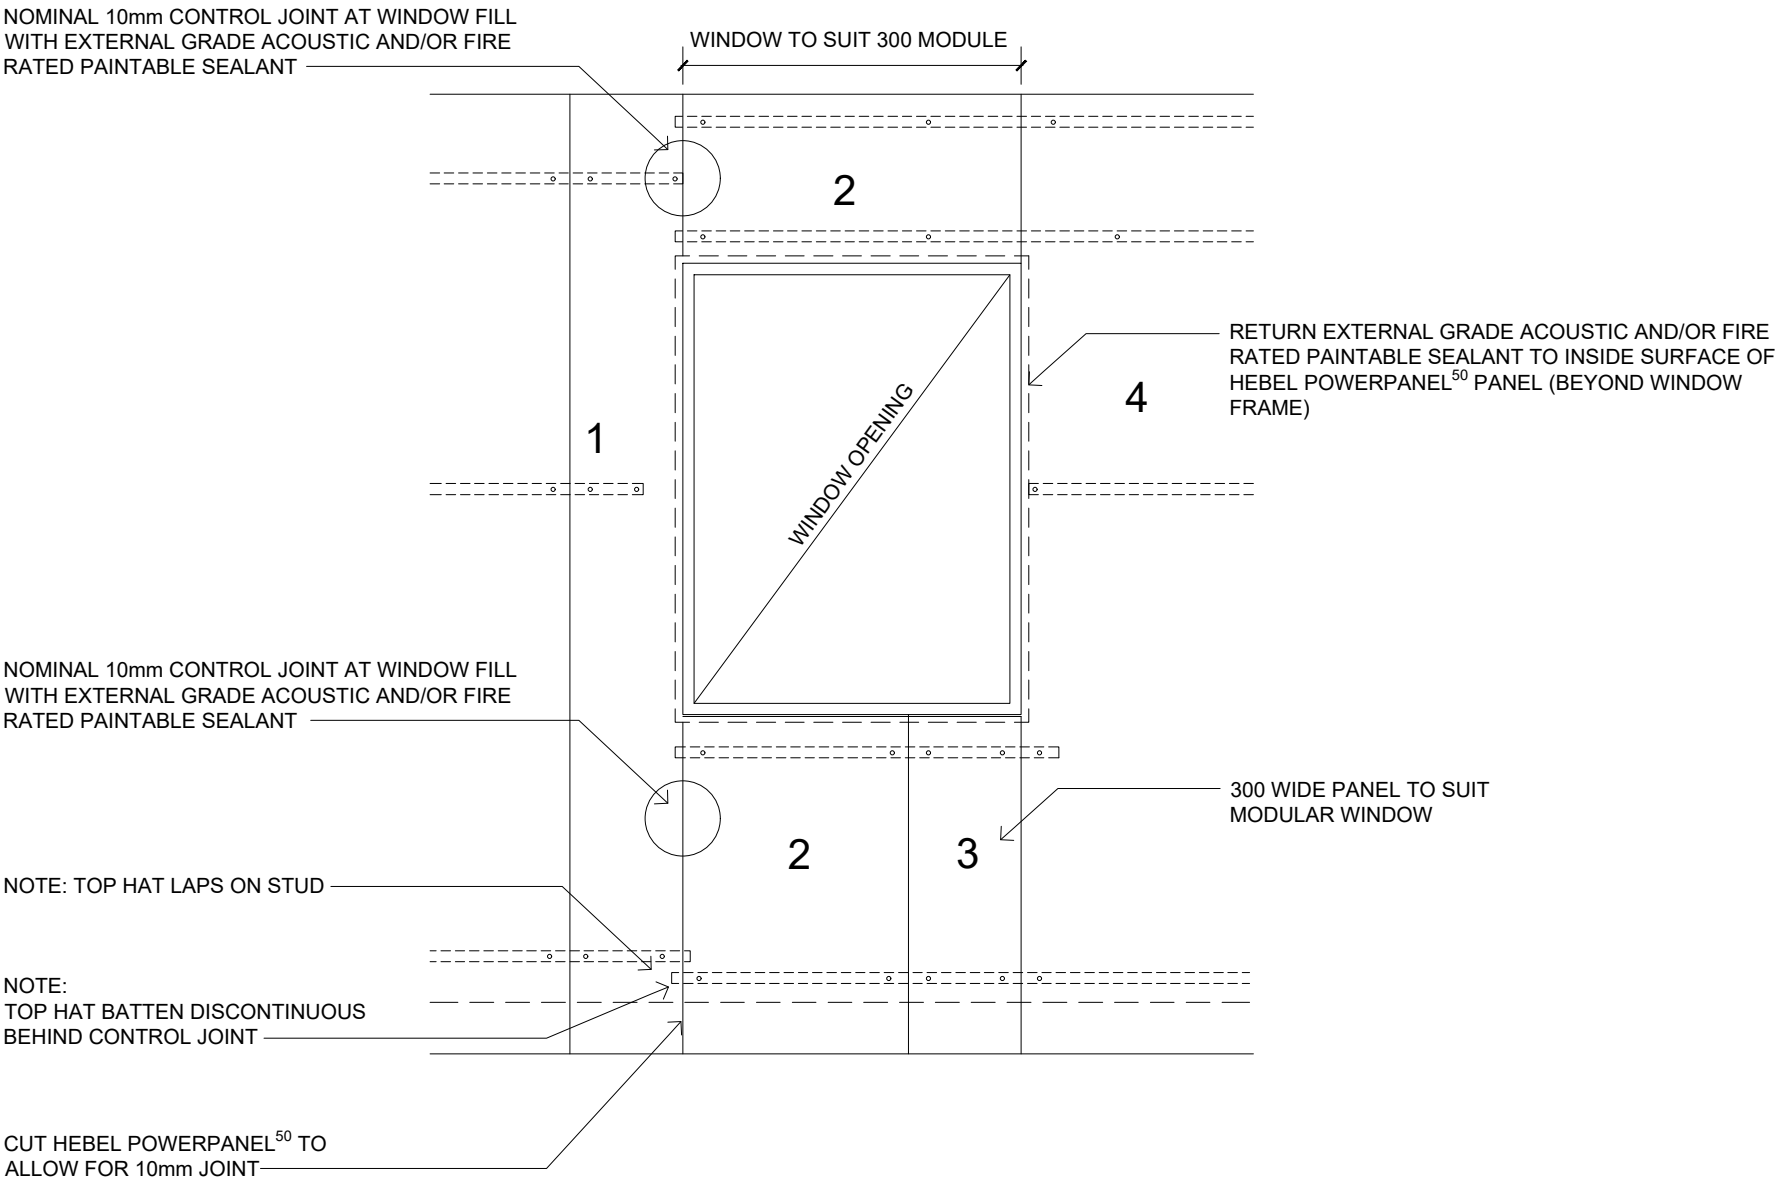 NOMINAL 10mm CONTROL JOINT AT WINDOW FILL
WITH EXTERNAL GRADE ACOUSTIC AND/OR FIRE
RATED PAINTABLE SEALANT
WINDOW TO SUIT 300 MODULE
2
RETURN EXTERNAL GRADE ACOUSTIC AND/OR FIRE
RATED PAINTABLE SEALANT TO INSIDE SURFACE OF
HEBEL POWERPANEL50 PANEL (BEYOND WINDOW
FRAME)
4
1
WINDOW OPENING
NOMINAL 10mm CONTROL JOINT AT WINDOW FILL
WITH EXTERNAL GRADE ACOUSTIC AND/OR FIRE
RATED PAINTABLE SEALANT
300 WIDE PANEL TO SUIT
MODULAR WINDOW
2
3
NOTE: TOP HAT LAPS ON STUD
NOTE:
TOP HAT BATTEN DISCONTINUOUS
BEHIND CONTROL JOINT
CUT HEBEL POWERPANEL50 TO
ALLOW FOR 10mm JOINT